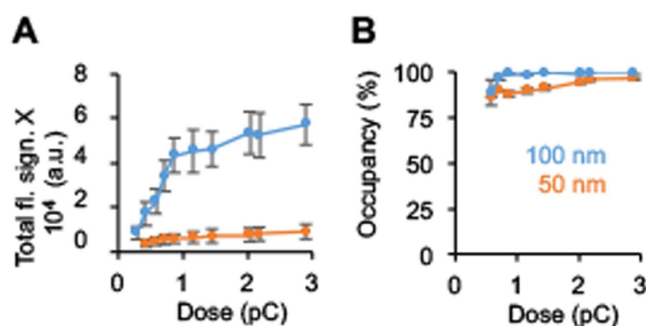 A
Total fl. sign. X
10⁴ (a.u.)
8
6
4
2
0
0
1
2
3
Dose (pC)
B
Occupancy (%)
100
75
50
25
0
100 nm
50 nm
0
1
2
3
Dose (pC)